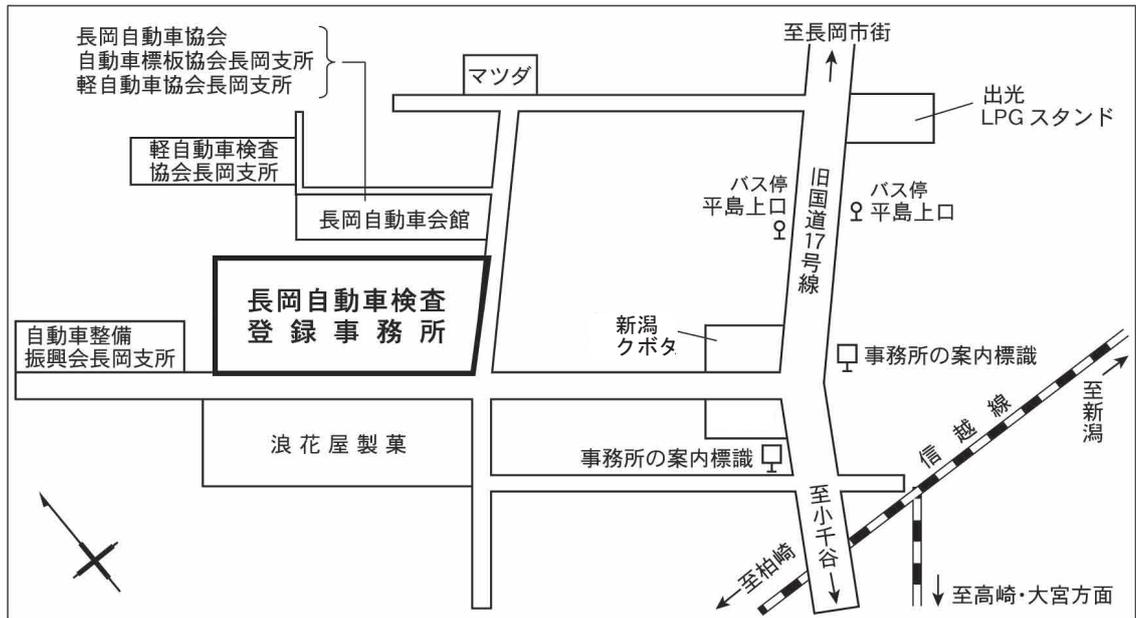 長岡自動車協会
自動車標板協会長岡支所
軽自動車協会長岡支所
マツダ
至長岡市街
出光
LPGスタンド
軽自動車検査
協会長岡支所
長岡自動車会館
バス停
平島上口
旧国道17号線
バス停
平島上口
長岡自動車検査
登録事務所
自動車整備
振興会長岡支所
新潟
クボタ
事務所の案内標識
浪花屋製菓
事務所の案内標識
信越線
至新潟
至小千谷
至柏崎
至高崎・大宮方面